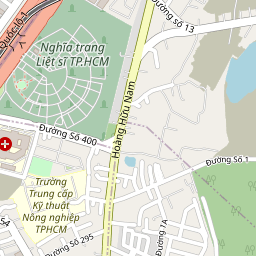 Quốc lộ 1
Đường Số 13
Nghĩa trang
Liệt sĩ TP.HCM
Hoàng Hữu Nam
Đường Số 400
Đường Số 1
Trường
Trung cấp
Kỹ thuật
Nông nghiệp
TPHCM
Đường 1A
Đường Số 295